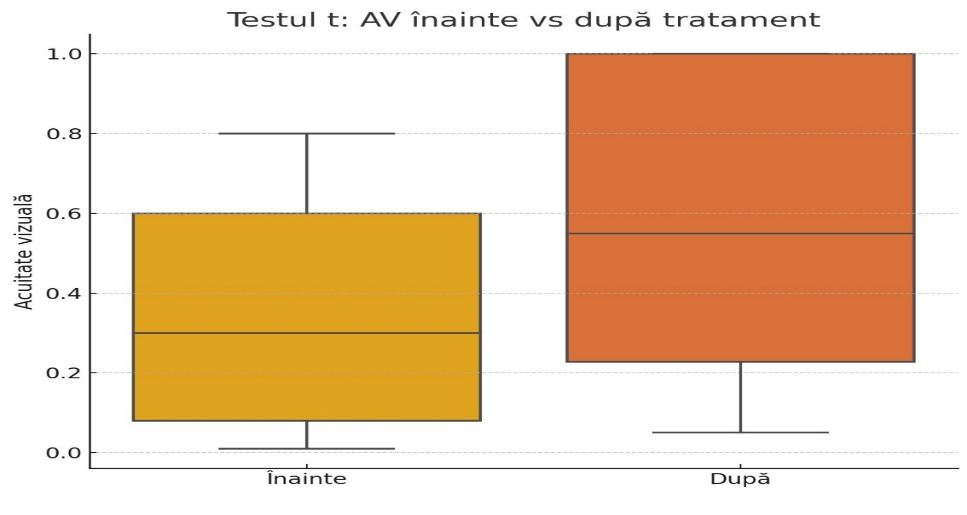 Testul t: AV înainte vs după tratament
Acuitate vizuală
1.0
0.8
0.6
0.4
0.2
0.0
Înainte
După